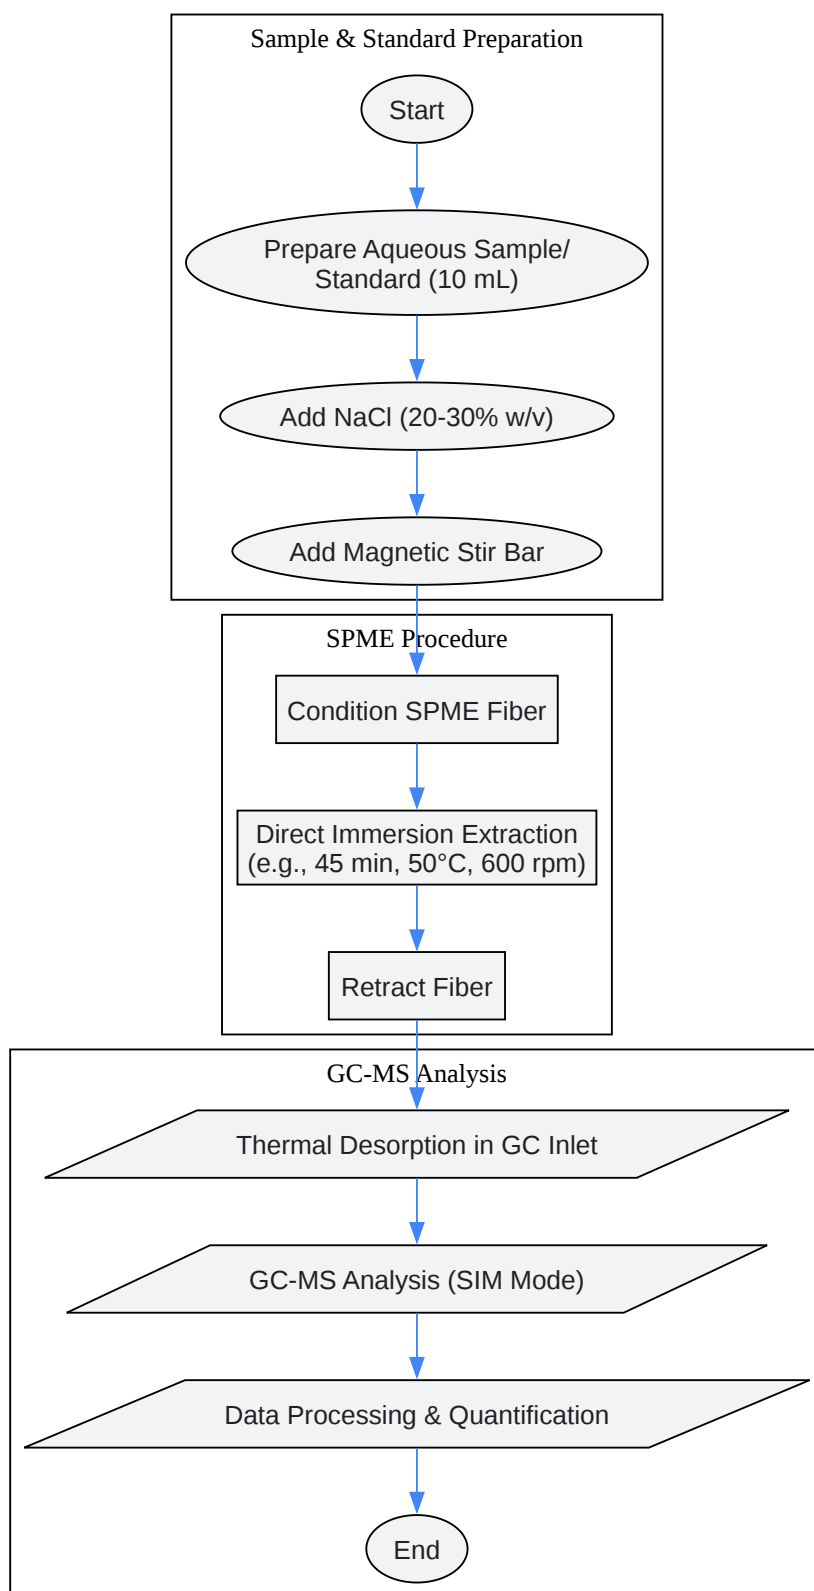 Sample & Standard Preparation
Start
Prepare Aqueous Sample/
Standard (10 mL)
Add NaCl (20-30% w/v)
Add Magnetic Stir Bar
SPME Procedure
Condition SPME Fiber
Direct Immersion Extraction
(e.g., 45 min, 50°C, 600 rpm)
Retract Fiber
GC-MS Analysis
Thermal Desorption in GC Inlet
GC-MS Analysis (SIM Mode)
Data Processing & Quantification
End